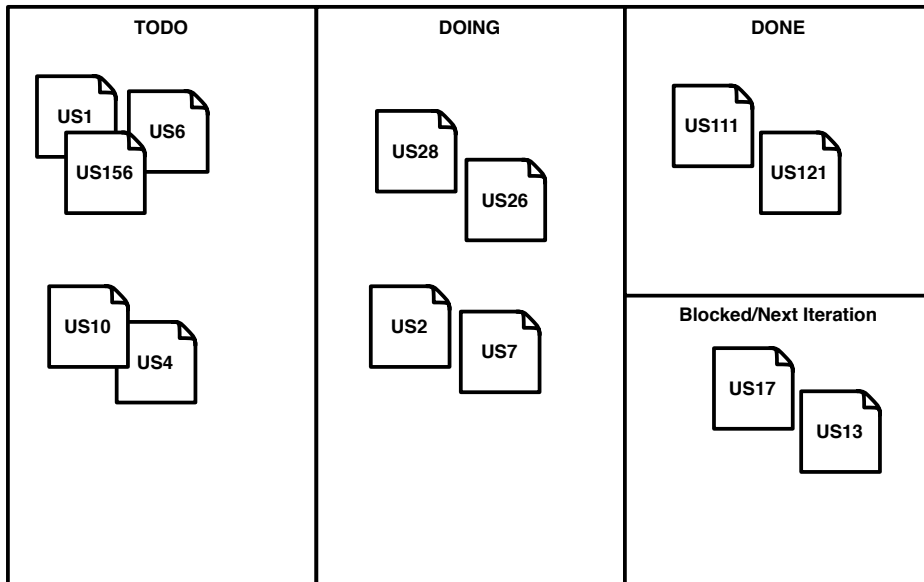 TODO
US1
US6
US156
US10
US4
DOING
US28
US26
US2
US7
DONE
US111
US121
Blocked/Next Iteration
US17
US13